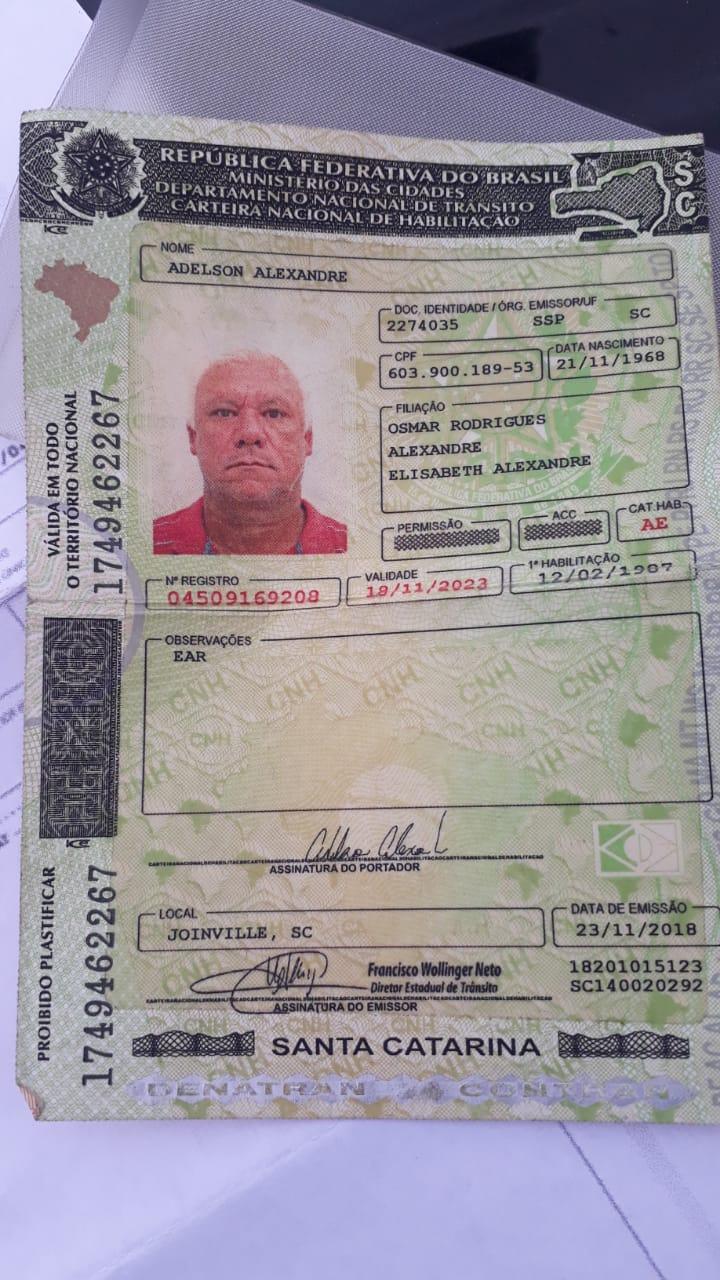 REPÚBLICA FEDERATIVA DO BRASIL
MINISTÉRIO DAS CIDADES
DEPARTAMENTO NACIONAL DE TRÂNSITO
CARTEIRA NACIONAL DE HABILITAÇÃO
SC
NOME
ADELSON ALEXANDRE
DOC. IDENTIDADE / ÓRG. EMISSOR/UF
2274035 SSP SC
CPF
603.900.189-53
DATA NASCIMENTO
21/11/1968
FILIAÇÃO
OSMAR RODRIGUES
ALEXANDRE
ELISABETH ALEXANDRE
PERMISSÃO
ACC
CAT.HAB.
AE
Nº REGISTRO
04509169208
VALIDADE
18/11/2023
1ª HABILITAÇÃO
12/02/1987
OBSERVAÇÕES
EAR
VÁLIDA EM TODO
O TERRITÓRIO NACIONAL
1749462267
ASSINATURA DO PORTADOR
LOCAL
JOINVILLE, SC
DATA DE EMISSÃO
23/11/2018
Francisco Wollinger Neto
Diretor Estadual de Trânsito
ASSINATURA DO EMISSOR
18201015123
SC140020292
PROIBIDO PLASTIFICAR
1749462267
SANTA CATARINA
DENATRAN CONTRAN